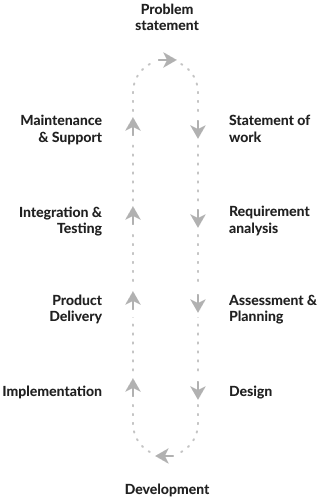 Problem
statement
Statement of
work
Requirement
analysis
Assessment &
Planning
Design
Development
Implementation
Product
Delivery
Integration &
Testing
Maintenance
& Support